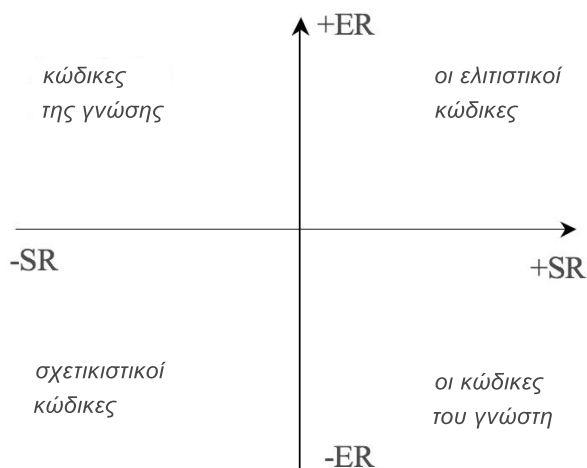 +ER
κώδικες
της γνώσης
οι ελιτιστικοί
κώδικες
-SR
+SR
σχετικιστικοί
κώδικες
οι κώδικες
του γνώστη
-ER